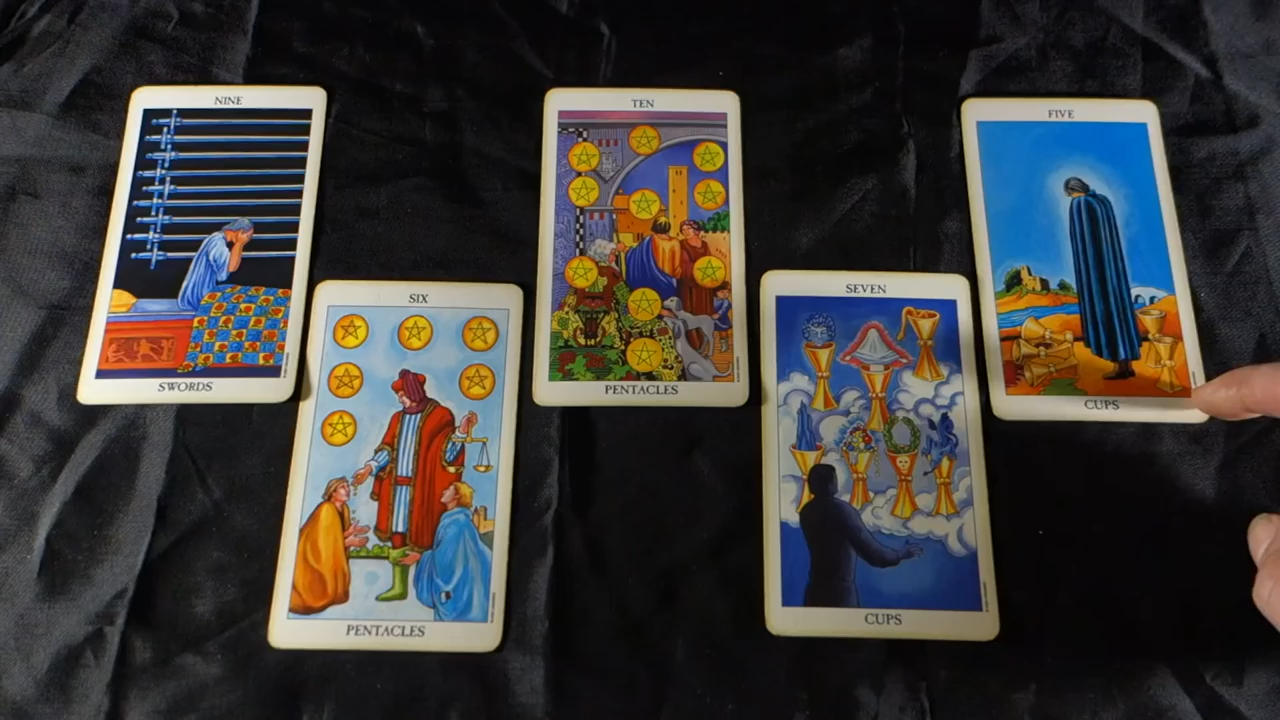 NINE
SWORDS
SIX
PENTACLES
TEN
PENTACLES
SEVEN
CUPS
FIVE
CUPS